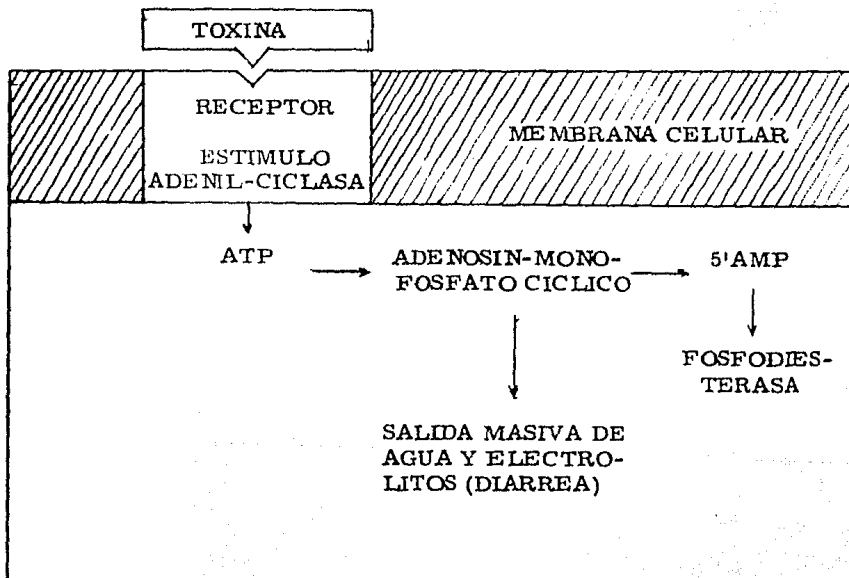 TOXINA
RECEPTOR
ESTIMULO
ADENIL-CICLASA
MEMBRANA CELULAR
ATP
ADENOSIN-MONO-
FOSFATO CICLICO
5'AMP
FOSFODIES-
TERASA
SALIDA MASIVA DE
AGUA Y ELECTRO-
LITOS (DIARREA)